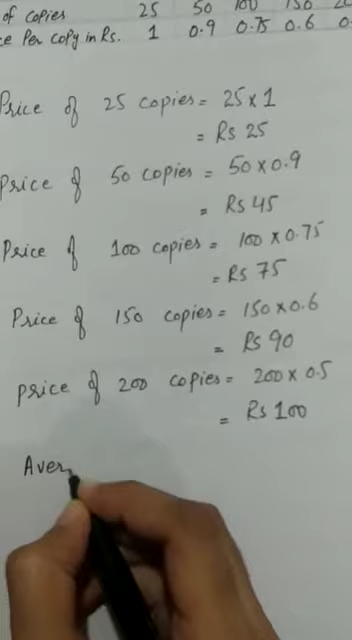 of copies 25 50 100 150
Per copy in Rs. 1 0.9 0.75 0.6
Price of 25 copies = 25 x 1
= Rs 25
Price of 50 copies = 50 x 0.9
= Rs 45
Price of 100 copies = 100 x 0.75
= Rs 75
Price of 150 copies = 150 x 0.6
= Rs 90
price of 200 copies = 200 x 0.5
= Rs 100
Aver